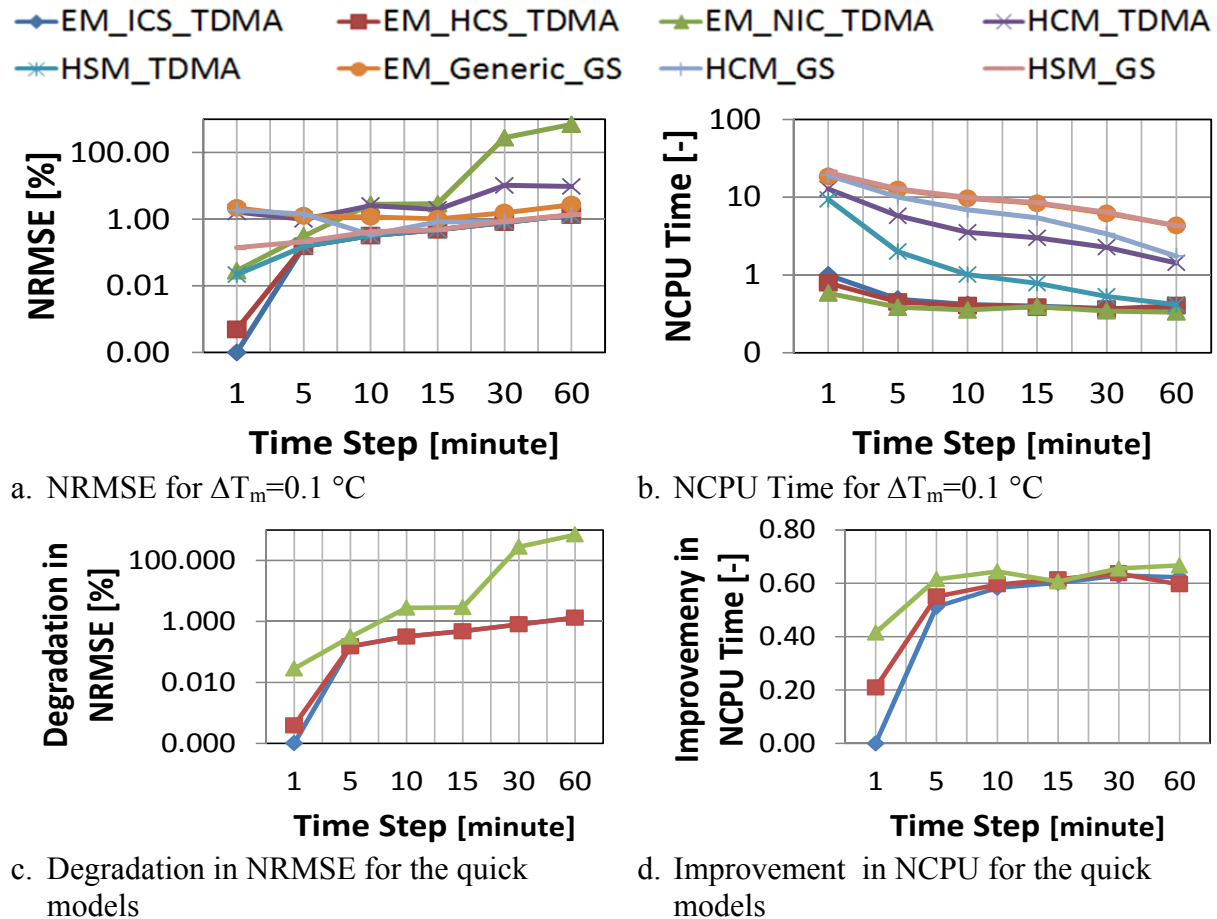 EM_ICS_TDMA EM_HCS_TDMA EM_NIC_TDMA HCM_TDMA
HSM_TDMA EM_Generic_GS HCM_GS HSM_GS
NRMSE [%]
100.00
1.00
0.01
0.00
1 5 10 15 30 60
Time Step [minute]
a. NRMSE for ΔTm=0.1 °C
NCPU Time [-]
100
10
1
0
1 5 10 15 30 60
Time Step [minute]
b. NCPU Time for ΔTm=0.1 °C
Degradation in
NRMSE [%]
100.000
1.000
0.010
0.000
1 5 10 15 30 60
Time Step [minute]
c. Degradation in NRMSE for the quick
models
Improvemeny in
NCPU Time [-]
0.80
0.60
0.40
0.20
0.00
1 5 10 15 30 60
Time Step [minute]
d. Improvement in NCPU for the quick
models